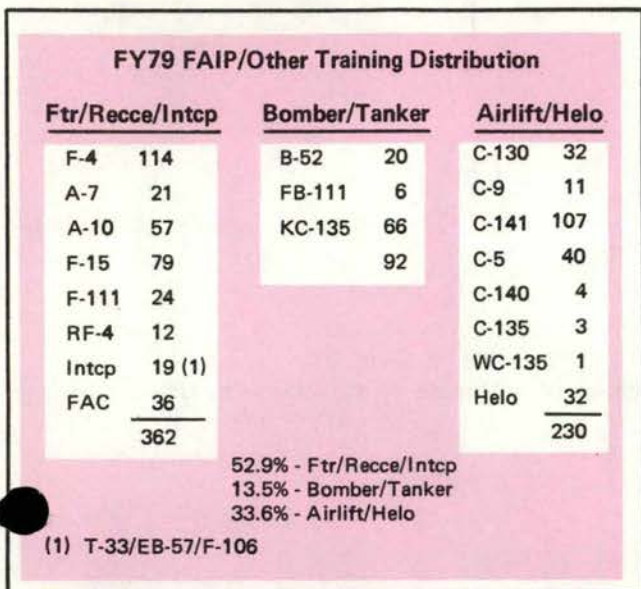 FY79 FAIP/Other Training Distribution
Ftr/Recce/Intcp
F-4 114
A-7 21
A-10 57
F-15 79
F-111 24
RF-4 12
Intcp 19 (1)
FAC 36
362
Bomber/Tanker
B-52 20
FB-111 6
KC-135 66
92
Airlift/Helo
C-130 32
C-9 11
C-141 107
C-5 40
C-140 4
C-135 3
WC-135 1
Helo 32
230
52.9% - Ftr/Recce/Intcp
13.5% - Bomber/Tanker
33.6% - Airlift/Helo
(1) T-33/EB-57/F-106